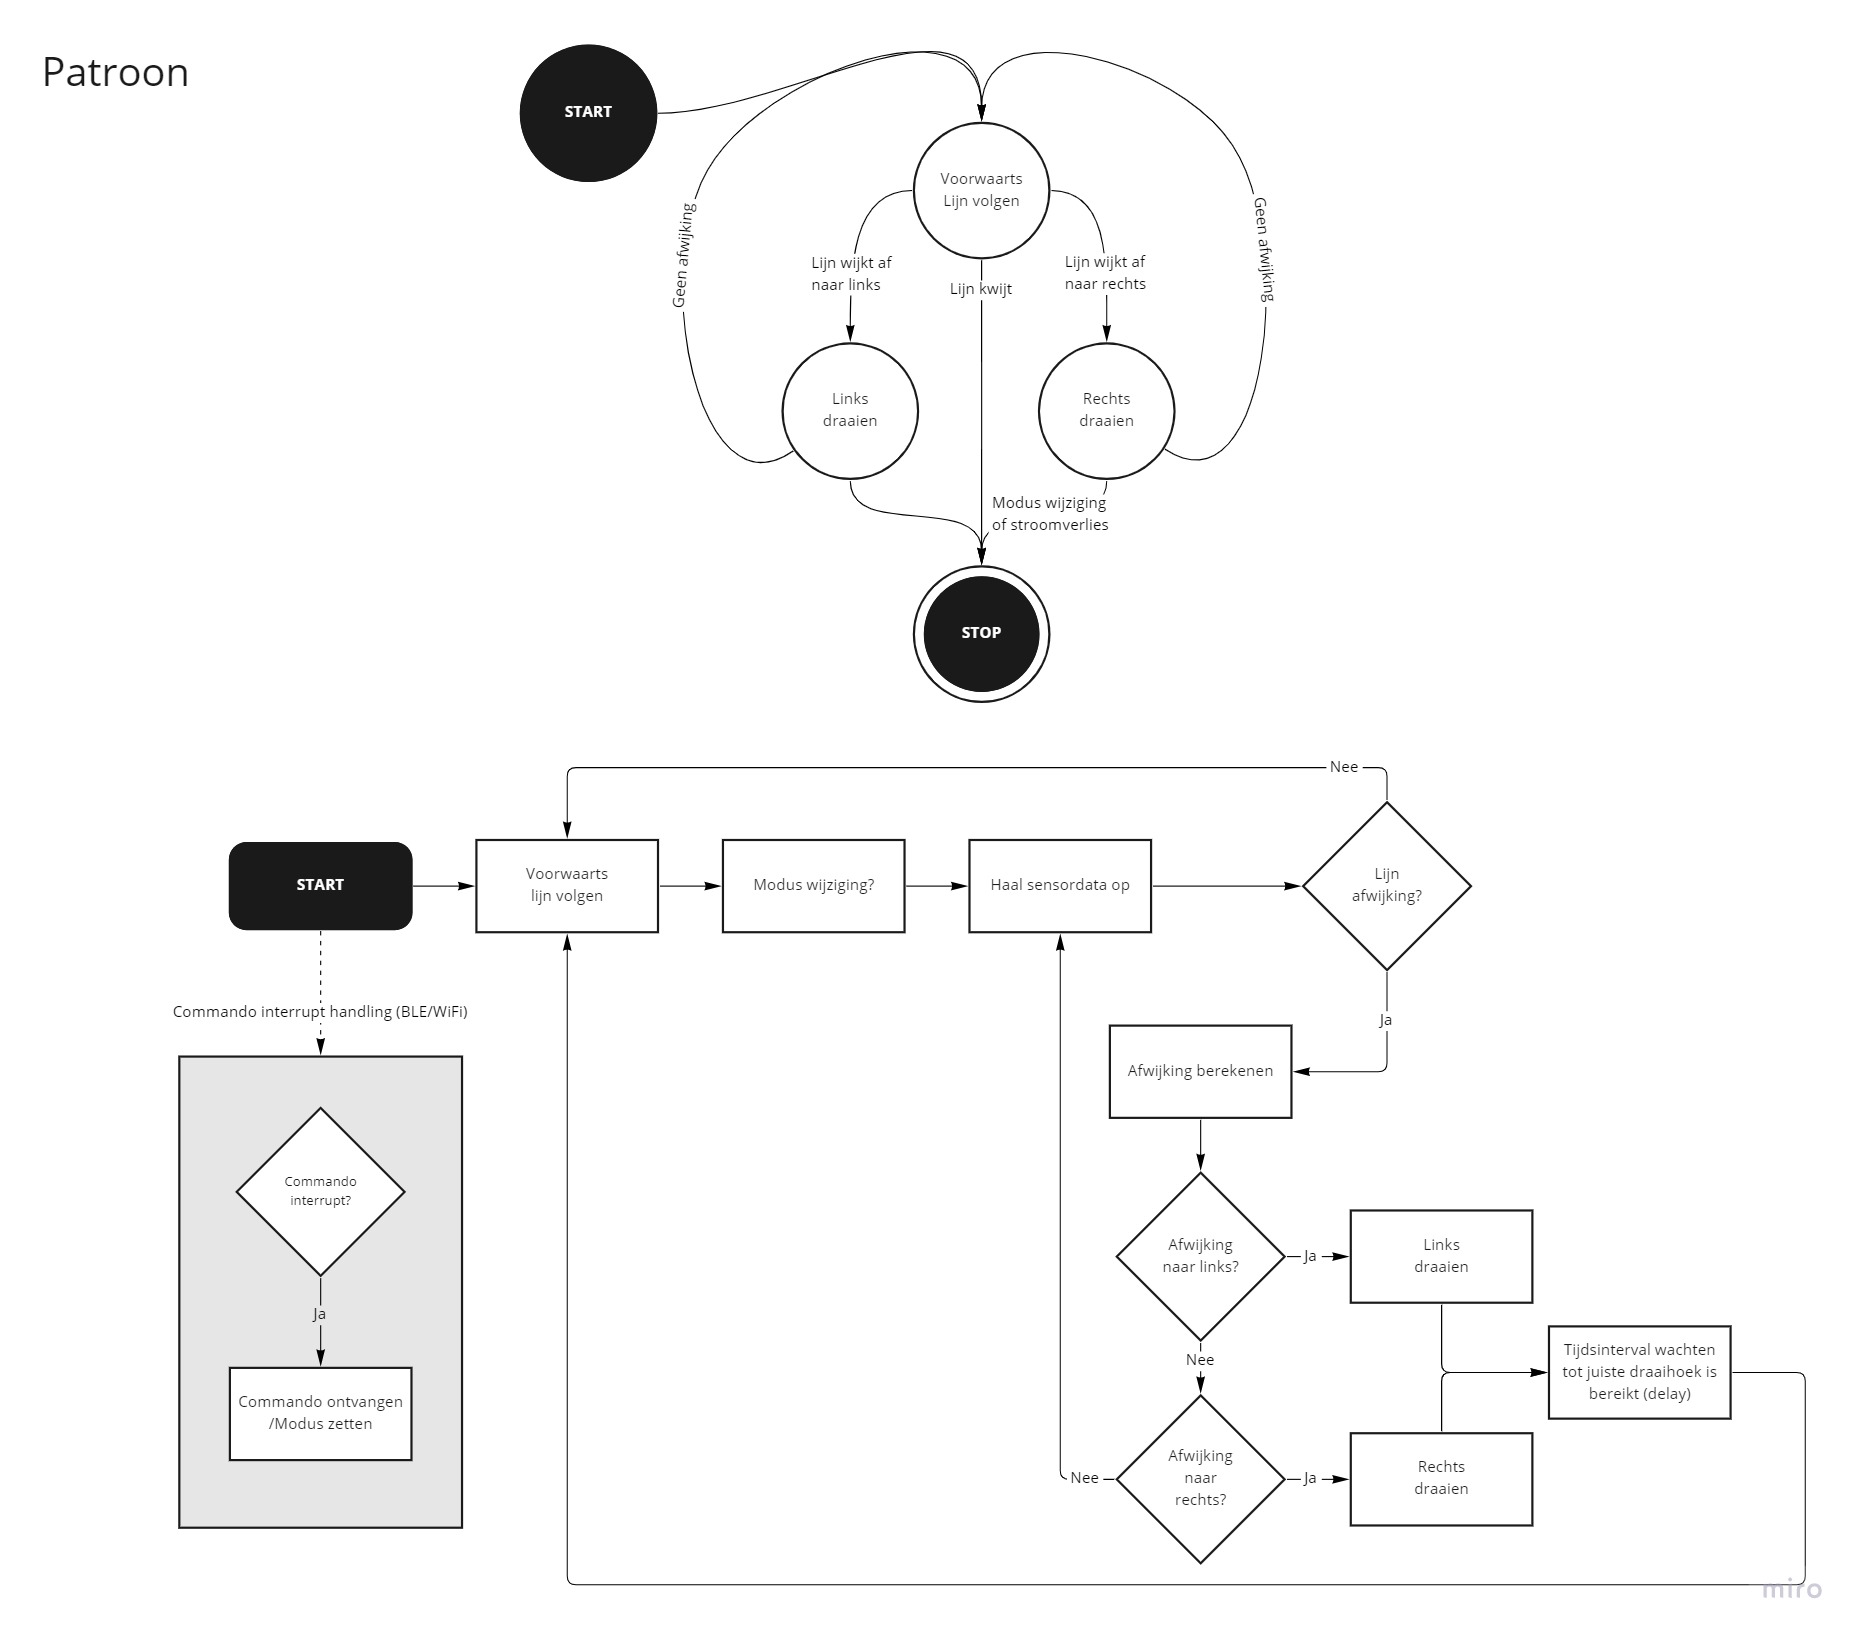 Patroon
START
Voorwaarts
Lijn volgen
Geen afwijking
Geen afwijking
Lijn wijkt af
naar links
Lijn kwijt
Lijn wijkt af
naar rechts
Links
draaien
Rechts
draaien
Modus wijziging
of stroomverlies
STOP
Nee
START
Voorwaarts
lijn volgen
Modus wijziging?
Haal sensordata op
Lijn
afwijking?
Commando interrupt handling (BLE/WiFi)
Ja
Afwijking berekenen
Commando
interrupt?
Afwijking
naar links?
Ja
Links
draaien
Ja
Nee
Tijdsinterval wachten
tot juiste draaihoek is
bereikt (delay)
Commando ontvangen
/Modus zetten
Nee
Afwijking
naar
rechts?
Ja
Rechts
draaien
miro